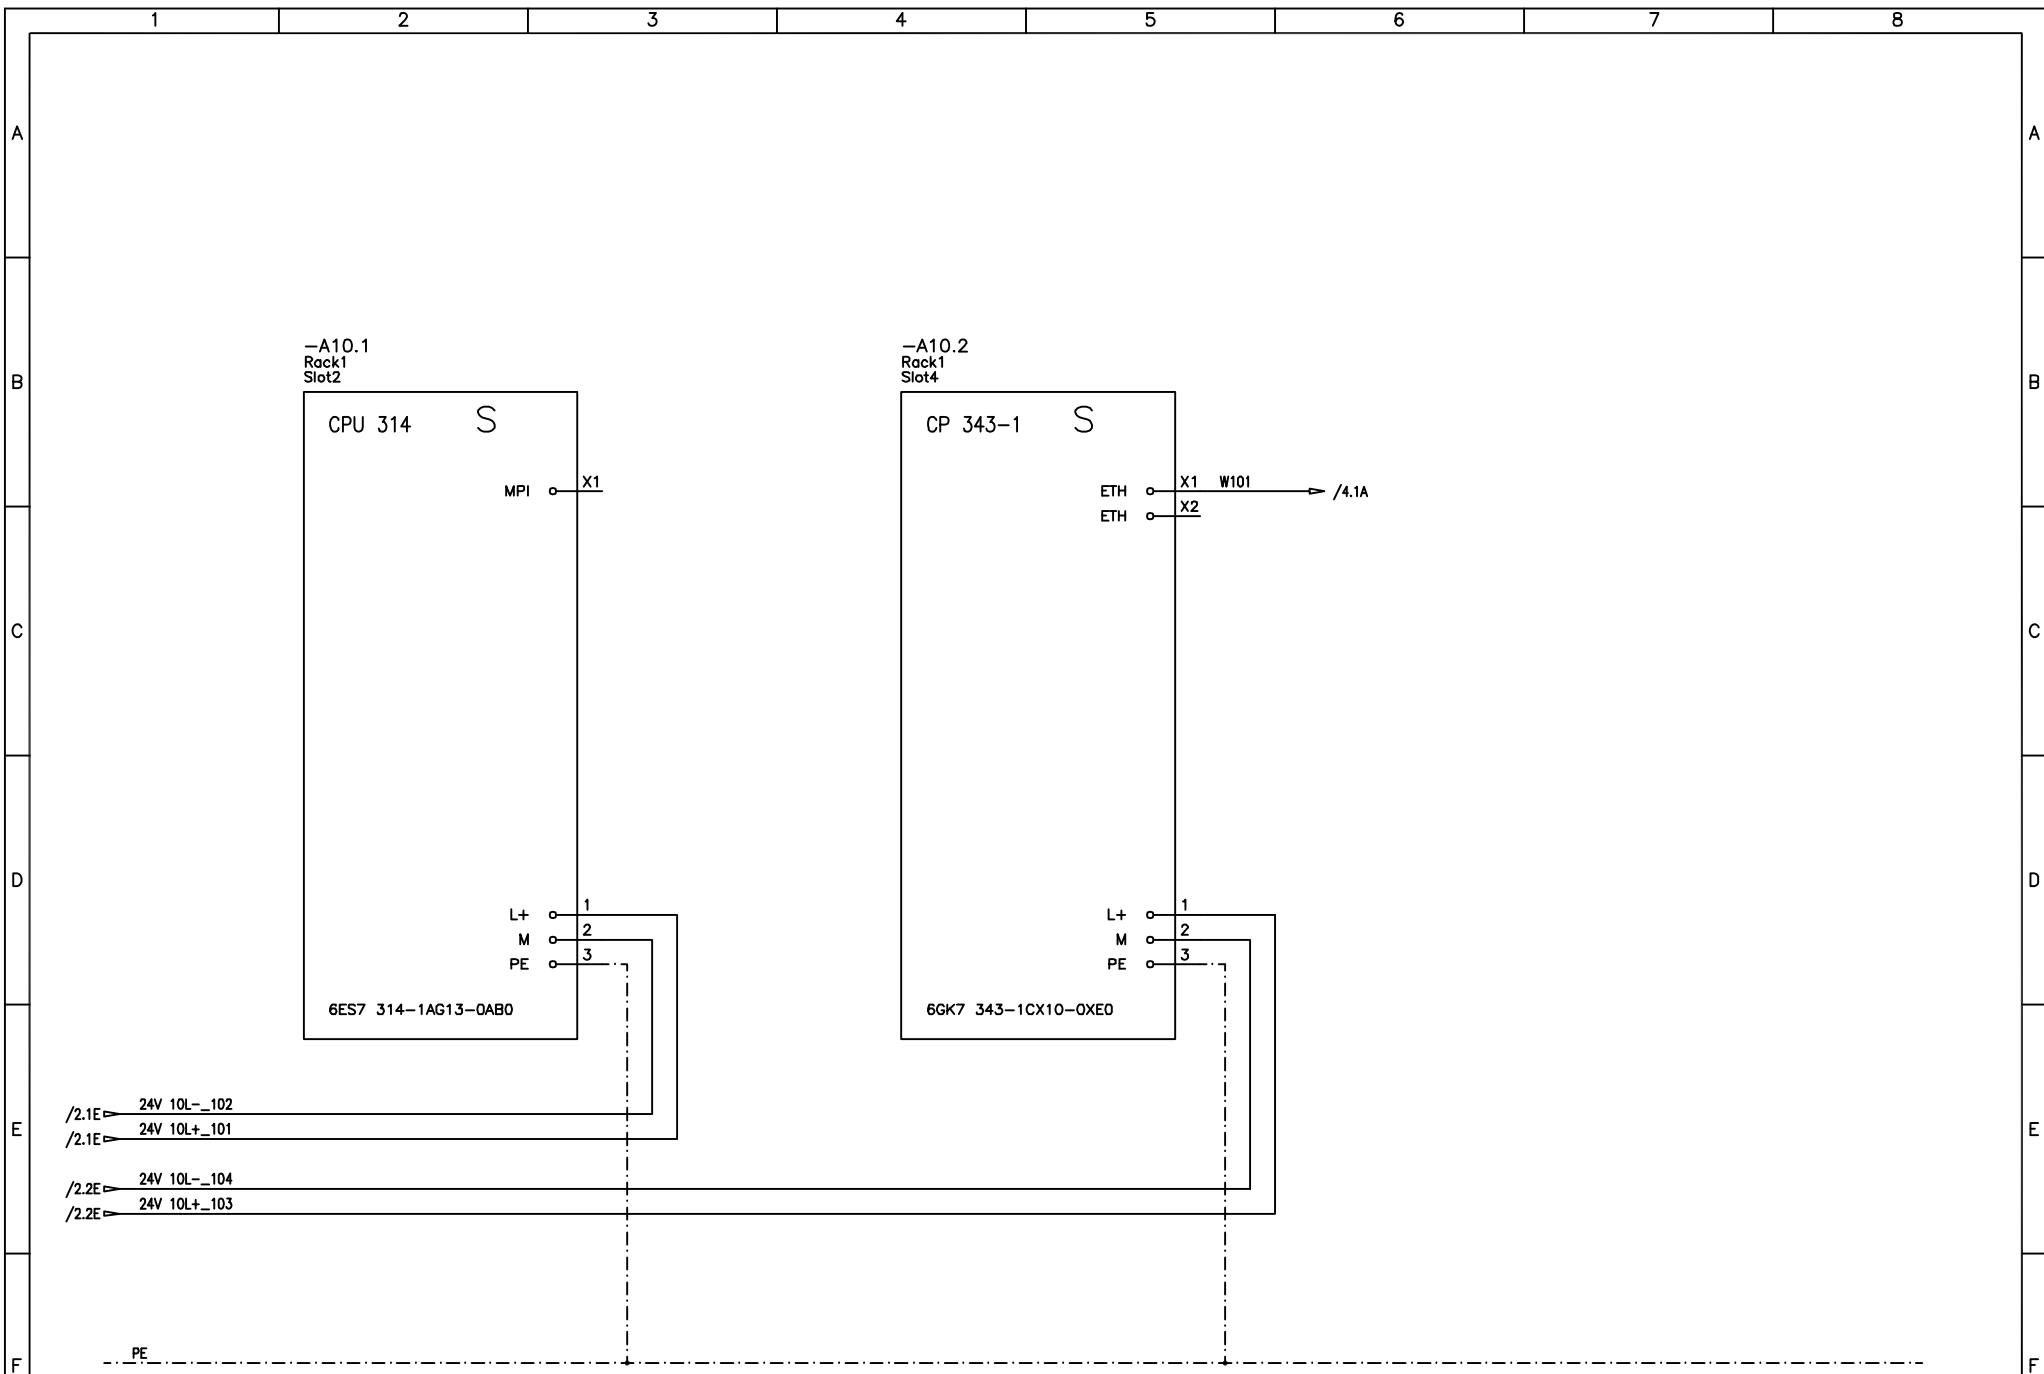 1 2 3 4 5 6 7 8
A A
-A10.1 -A10.2
Rack1 Rack1
Slot2 Slot4
B B
CPU 314 S CP 343-1 S
MPI X1 ETH X1 W101 /4.1A
ETH X2
C C
D D
L+ 1 L+ 1
M 2 M 2
PE 3 PE 3
6ES7 314-1AG13-0AB0 6GK7 343-1CX10-0XE0
/2.1E 24V 10L-_102
E E
/2.1E 24V 10L+_101
/2.2E 24V 10L-_104
/2.2E 24V 10L+_103
PE
F F